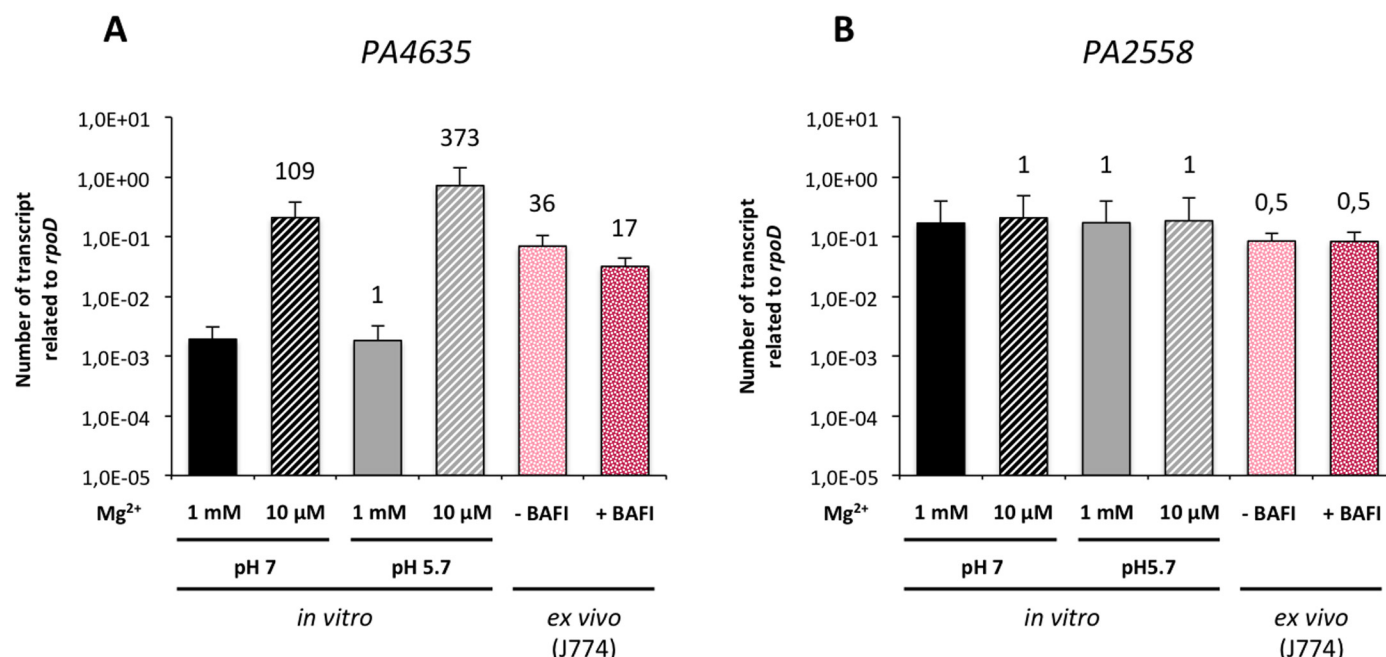 A
PA4635
Number of transcript
related to rpoD
1,0E+01
1,0E+00
1,0E-01
1,0E-02
1,0E-03
1,0E-04
1,0E-05
109
1
373
36
17
Mg²⁺ 1 mM 10 µM 1 mM 10 µM - BAFI + BAFI
pH 7 pH 5.7
in vitro ex vivo
(J774)
B
PA2558
Number of transcript
related to rpoD
1,0E+01
1,0E+00
1,0E-01
1,0E-02
1,0E-03
1,0E-04
1,0E-05
1
1
1
0,5
0,5
Mg²⁺ 1 mM 10 µM 1 mM 10 µM - BAFI + BAFI
pH 7 pH5.7
in vitro ex vivo
(J774)